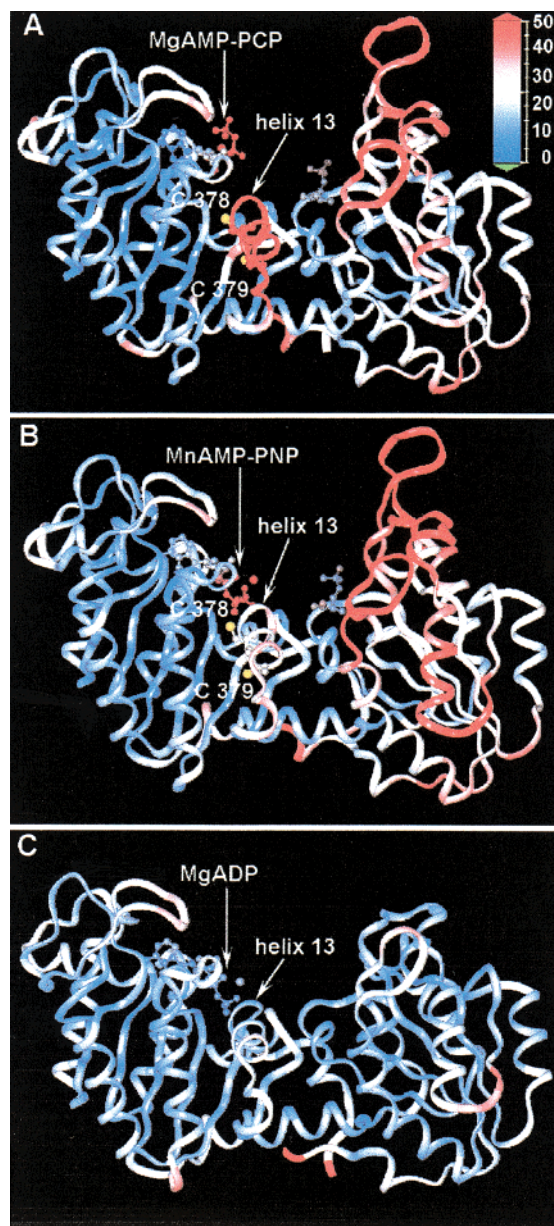 A
MgAMP-PCP
helix 13
C 378
C 379
50
40
30
20
10
0
B
MnAMP-PNP
helix 13
C 378
C 379
C
MgADP
helix 13